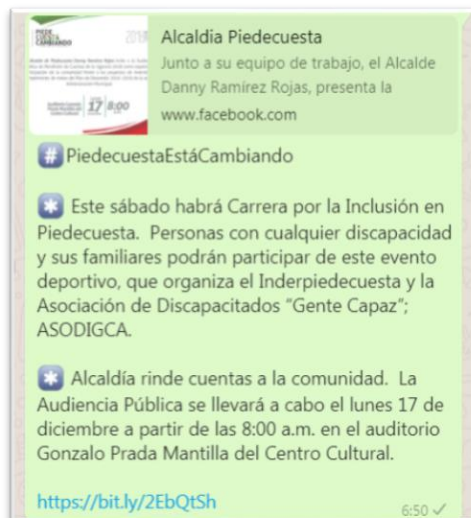 PIEDE
CUESTA
CAMBIANDO
Alcaldia Piedecuesta
Junto a su equipo de trabajo, el Alcalde
Danny Ramírez Rojas, presenta la
www.facebook.com
17 8:00
#️⃣ PiedecuestaEstáCambiando
*️⃣ Este sábado habrá Carrera por la Inclusión en
Piedecuesta. Personas con cualquier discapacidad
y sus familiares podrán participar de este evento
deportivo, que organiza el Inderpiedecuesta y la
Asociación de Discapacitados "Gente Capaz";
ASODIGCA.
*️⃣ Alcaldía rinde cuentas a la comunidad. La
Audiencia Pública se llevará a cabo el lunes 17 de
diciembre a partir de las 8:00 a.m. en el auditorio
Gonzalo Prada Mantilla del Centro Cultural.
https://bit.ly/2EbQtSh
6:50 ✓